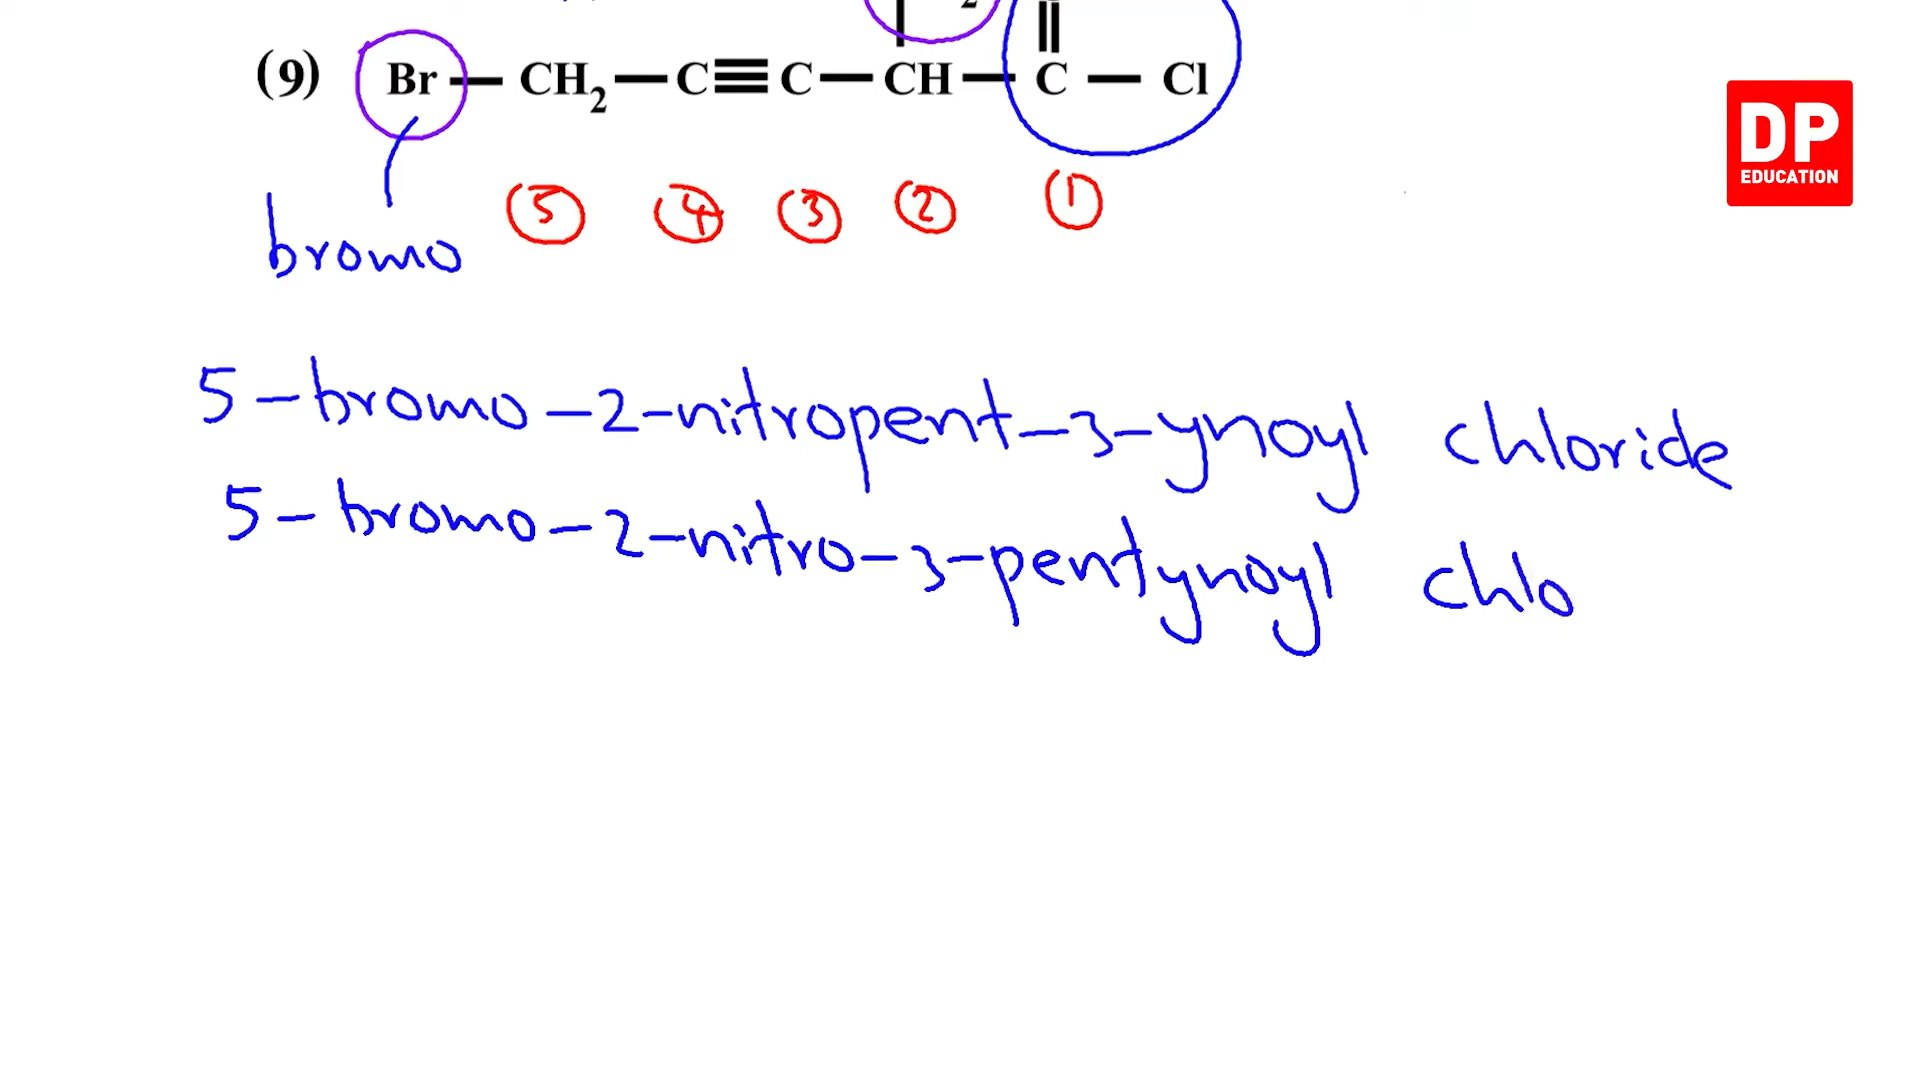 2
(9) Br — CH₂ — C≡C — CH — C — Cl
DP
EDUCATION
5 4 3 2 1
bromo
5-bromo-2-nitropent-3-ynoyl chloride
5-bromo-2-nitro-3-pentynoyl chlo